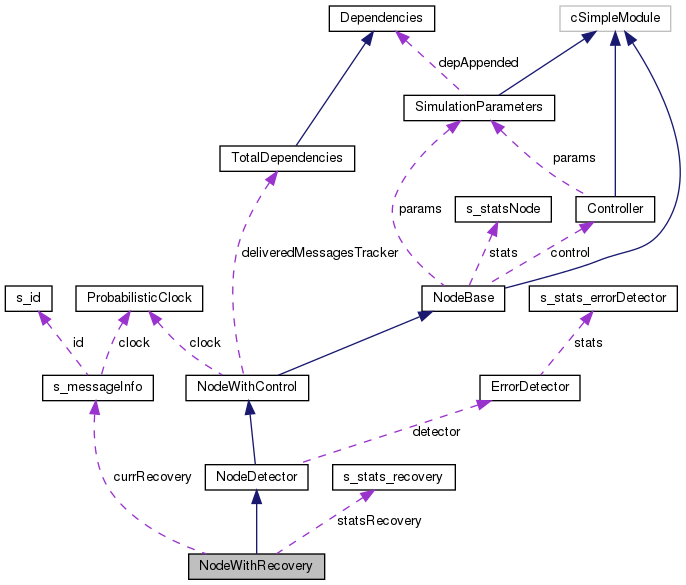 Dependencies
cSimpleModule
depAppended
SimulationParameters
TotalDependencies
params
params
s_statsNode
Controller
deliveredMessagesTracker
stats
control
s_id
ProbabilisticClock
NodeBase
s_stats_errorDetector
id
clock
clock
stats
s_messageInfo
NodeWithControl
ErrorDetector
detector
currRecovery
NodeDetector
s_stats_recovery
statsRecovery
NodeWithRecovery